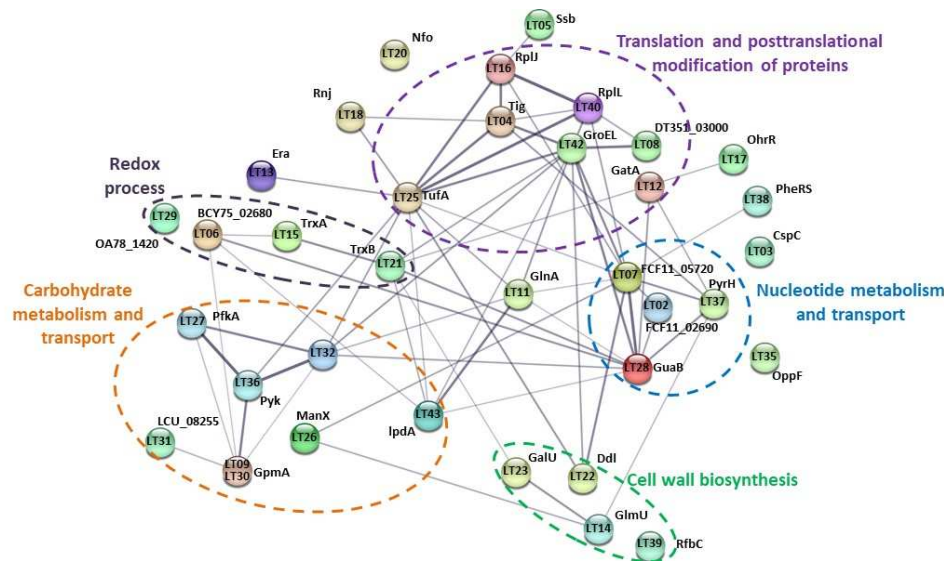 Ssb
LT05
Nfo
LT20
RplJ
LT16
Translation and posttranslational
modification of proteins
Rnj
LT18
Tig
LT04
RplL
LT40
GroEL
LT42
DT351_03000
LT08
OhrR
LT17
Era
LT13
GatA
LT12
PheRS
LT38
Redox
process
LT25
TufA
BCY75_02680
TrxA
LT29
LT06
LT15
OA78_1420
TrxB
LT21
CspC
LT03
FCF11_05720
LT07
PyrH
LT37
GlnA
LT11
LT02
FCF11_02690
Nucleotide metabolism
and transport
Carbohydrate
metabolism and
transport
PfkA
LT27
LT32
LT36
Pyk
LT28
GuaB
LT35
OppF
LCU_08255
LT31
ManX
LT26
LT43
lpdA
LT09
LT30
GpmA
GalU
LT23
Ddl
LT22
Cell wall biosynthesis
GlmU
LT14
LT39
RfbC